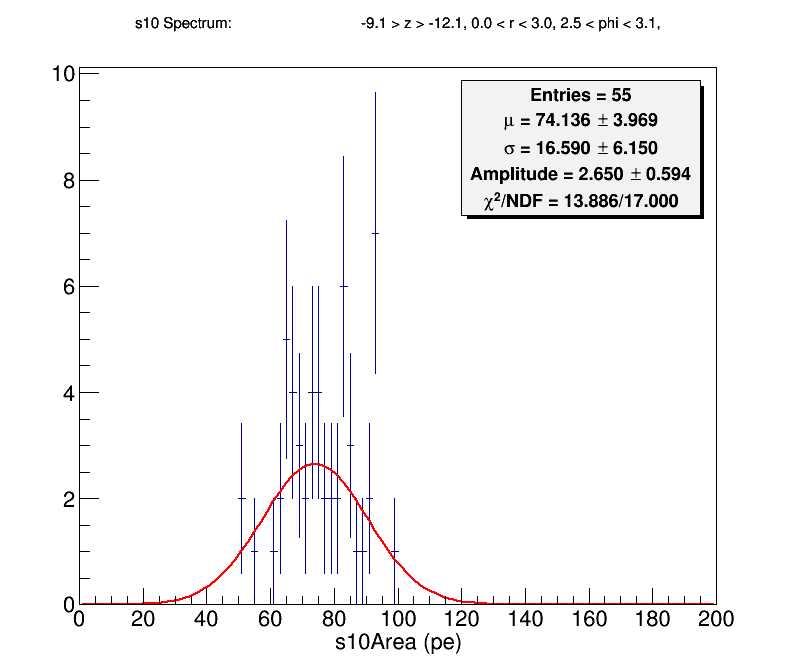 s10 Spectrum: -9.1 > z > -12.1, 0.0 < r < 3.0, 2.5 < phi < 3.1,
Entries = 55
μ = 74.136 ± 3.969
σ = 16.590 ± 6.150
Amplitude = 2.650 ± 0.594
χ²/NDF = 13.886/17.000
10
8
6
4
2
0
0 20 40 60 80 100 120 140 160 180 200
s10Area (pe)